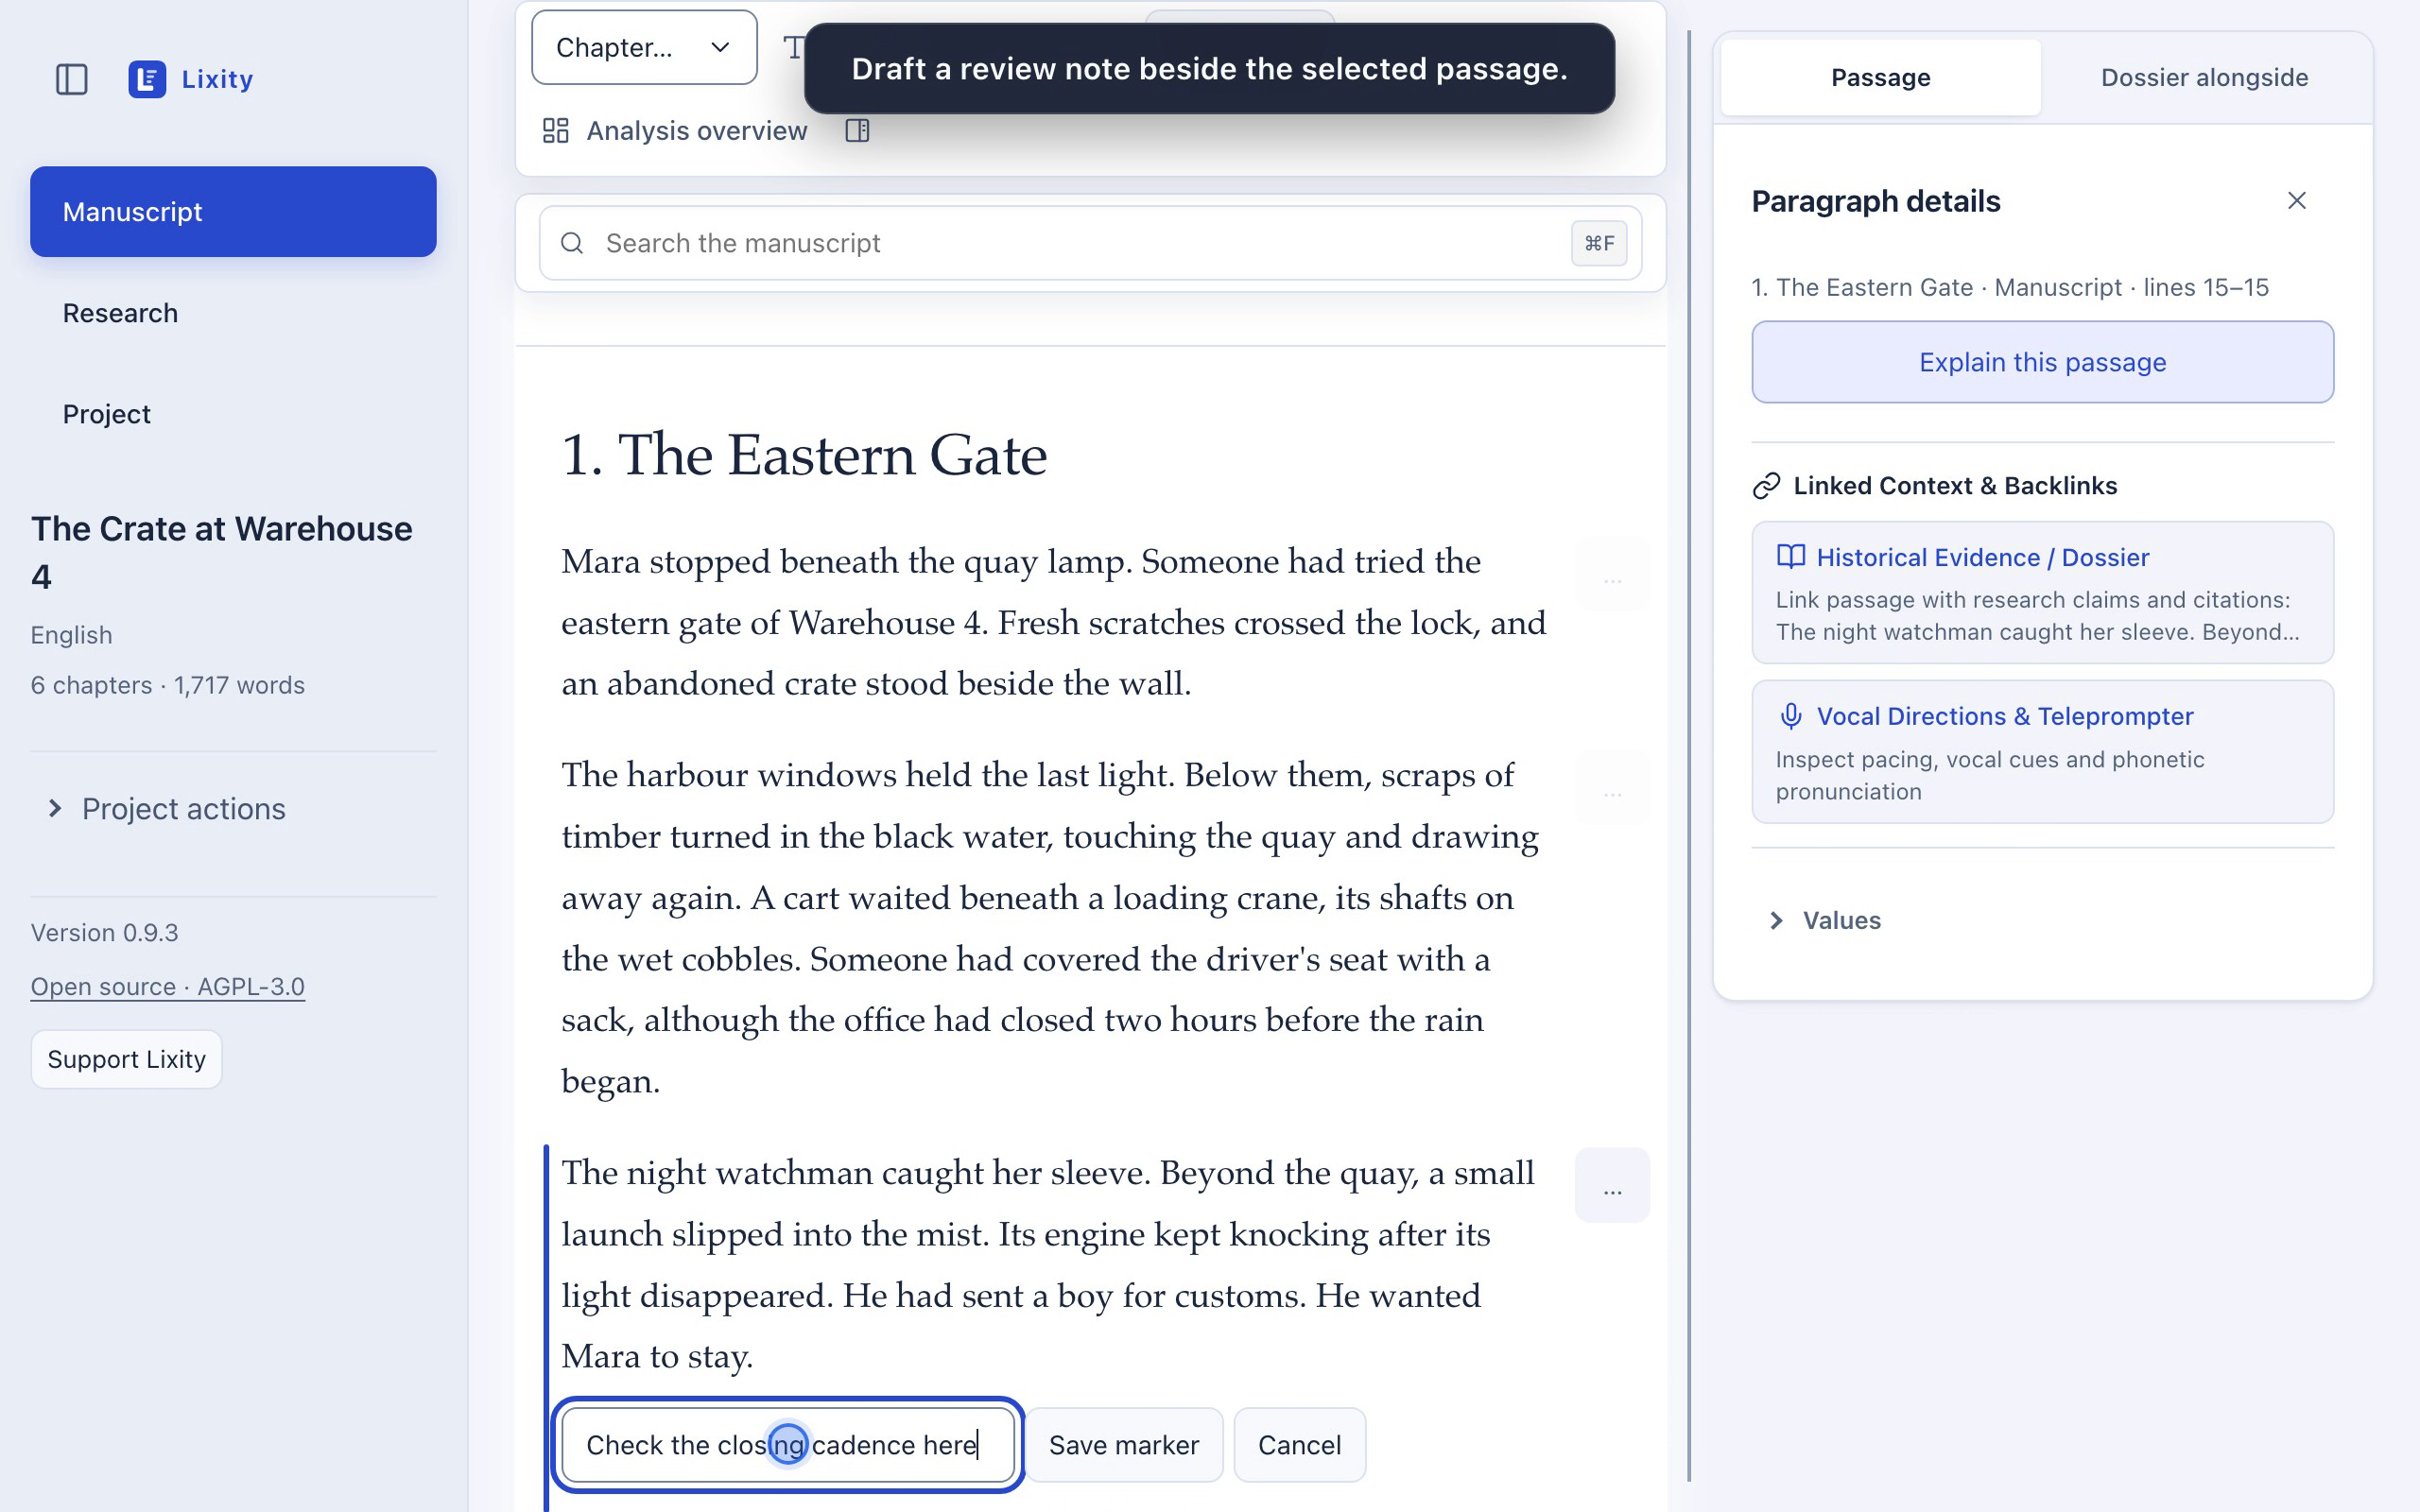 Lixity
Manuscript
Research
Project
The Crate at Warehouse
4
English
6 chapters · 1,717 words
Project actions
Version 0.9.3
Open source · AGPL-3.0
Support Lixity
Chapter...
Draft a review note beside the selected passage.
Analysis overview
Search the manuscript
⌘F
1. The Eastern Gate
Mara stopped beneath the quay lamp. Someone had tried the
eastern gate of Warehouse 4. Fresh scratches crossed the lock, and
an abandoned crate stood beside the wall.
...
The harbour windows held the last light. Below them, scraps of
timber turned in the black water, touching the quay and drawing
away again. A cart waited beneath a loading crane, its shafts on
the wet cobbles. Someone had covered the driver's seat with a
sack, although the office had closed two hours before the rain
began.
...
The night watchman caught her sleeve. Beyond the quay, a small
launch slipped into the mist. Its engine kept knocking after its
light disappeared. He had sent a boy for customs. He wanted
Mara to stay.
...
Check the closing cadence here
Save marker
Cancel
Passage
Dossier alongside
Paragraph details
1. The Eastern Gate · Manuscript · lines 15–15
Explain this passage
Linked Context & Backlinks
Historical Evidence / Dossier
Link passage with research claims and citations:
The night watchman caught her sleeve. Beyond...
Vocal Directions & Teleprompter
Inspect pacing, vocal cues and phonetic
pronunciation
Values